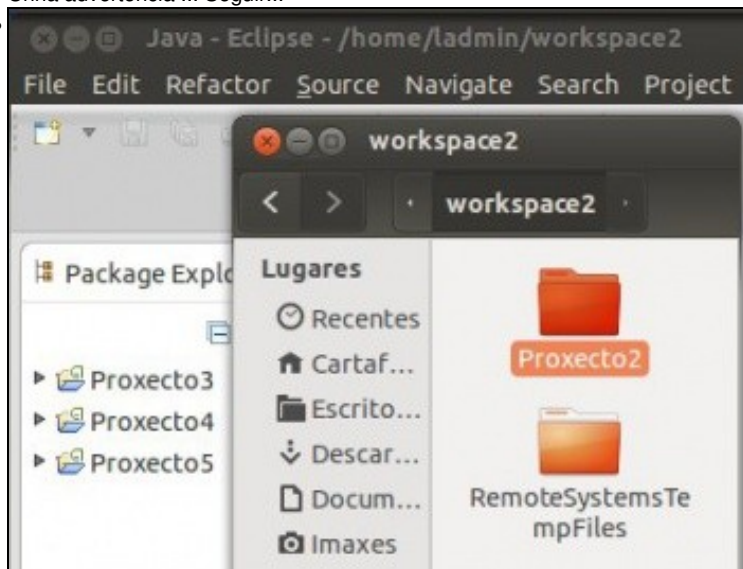 Java - Eclipse - /home/ladmin/workspace2
File Edit Refactor Source Navigate Search Project
workspace2
workspace2
Package Explo
Lugares
Recentes
Cartaf...
Escrito...
Descar...
Docum...
Imaxes
Proxecto3
Proxecto4
Proxecto5
Proxecto2
RemoteSystemsTe
mpFiles